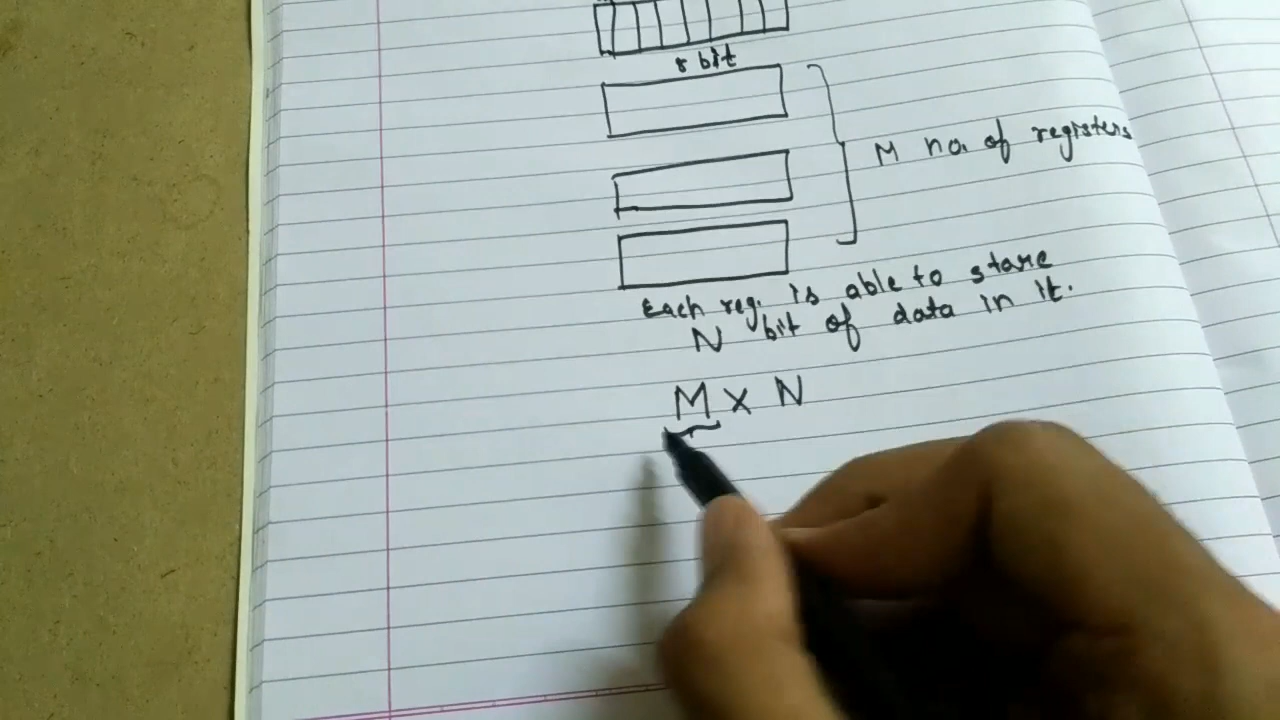 8 bit
M no. of registers
Each reg. is able to store
N bit of data in it.
M x N